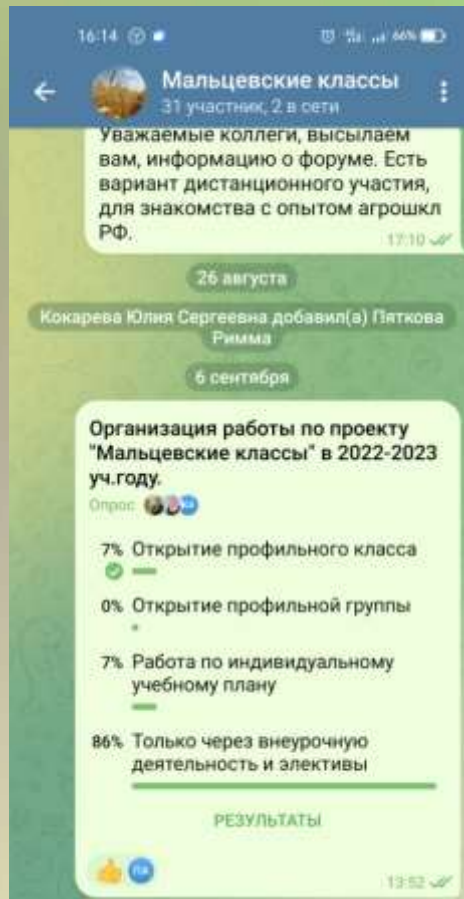 16:14
66%
Мальцевские классы
31 участник, 2 в сети
Уважаемые коллеги, высылаем
вам, информацию о форуме. Есть
вариант дистанционного участия,
для знакомства с опытом агрошкл
РФ.
17:10
26 августа
Кокарева Юлия Сергеевна добавил(а) Пяткова
Римма
6 сентября
Организация работы по проекту
"Мальцевские классы" в 2022-2023
уч.году.
Опрос
7% Открытие профильного класса
0% Открытие профильной группы
7% Работа по индивидуальному
учебному плану
86% Только через внеурочную
деятельность и элективы
РЕЗУЛЬТАТЫ
ПА
13:52